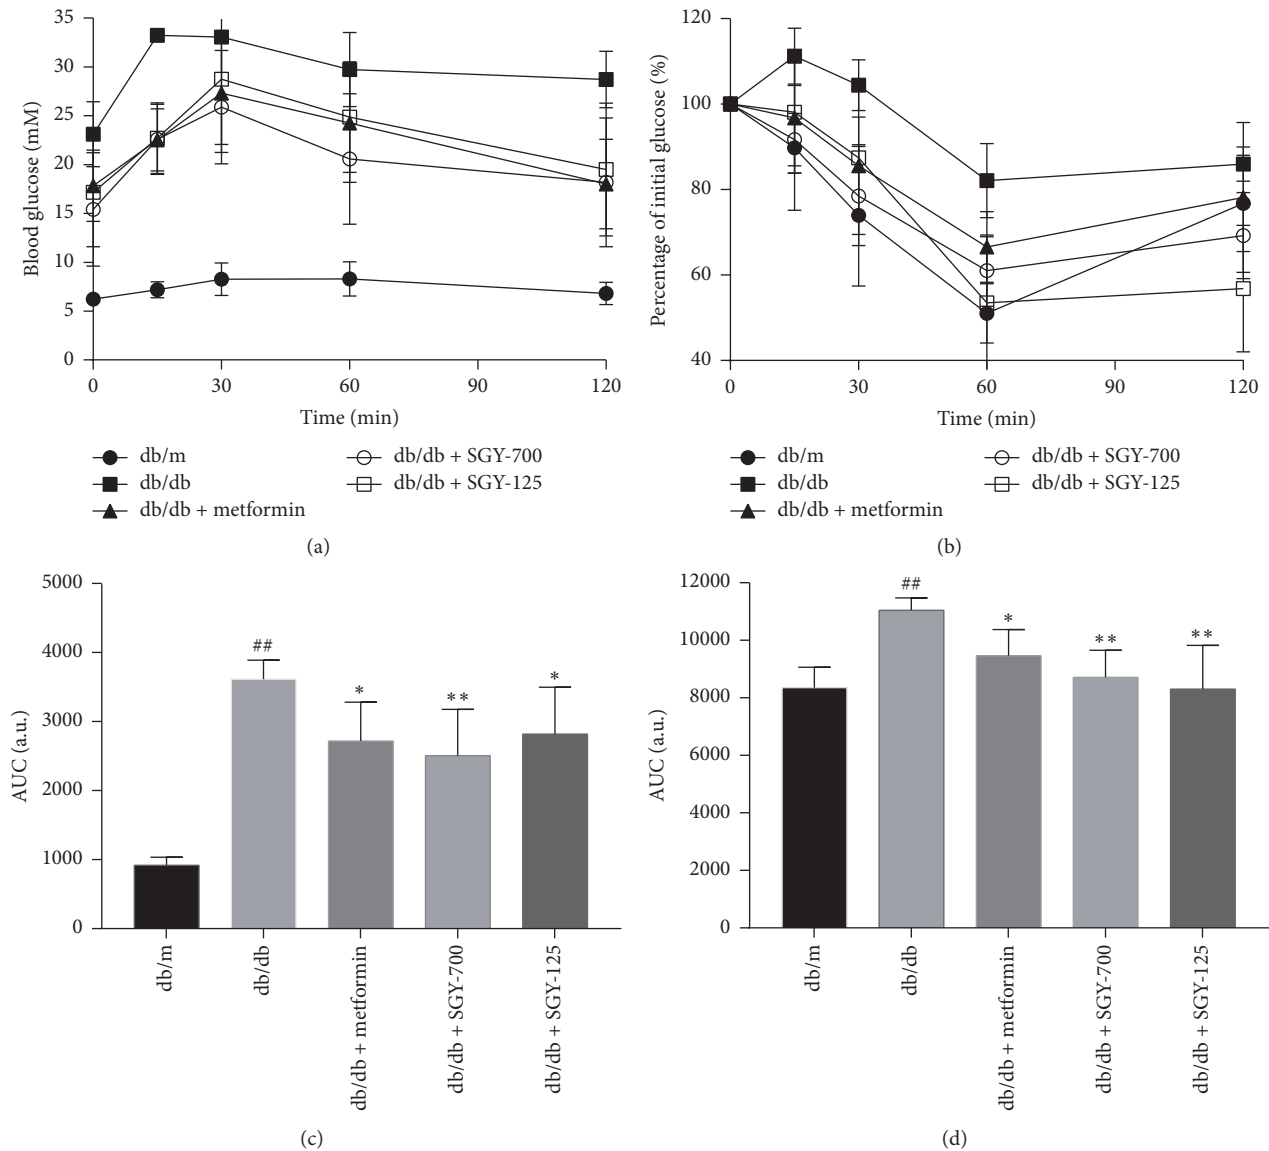 35
30
25
20
15
10
5
0
Blood glucose (mM)
0 30 60 90 120
Time (min)
db/m
db/db
db/db + metformin
db/db + SGY-700
db/db + SGY-125
(a)
120
100
80
60
40
Percentage of initial glucose (%)
0 30 60 90 120
Time (min)
db/m
db/db
db/db + metformin
db/db + SGY-700
db/db + SGY-125
(b)
5000
4000
3000
2000
1000
0
AUC (a.u.)
##
*
**
*
db/m
db/db
db/db + metformin
db/db + SGY-700
db/db + SGY-125
(c)
12000
10000
8000
6000
4000
2000
0
AUC (a.u.)
##
*
**
**
db/m
db/db
db/db + metformin
db/db + SGY-700
db/db + SGY-125
(d)